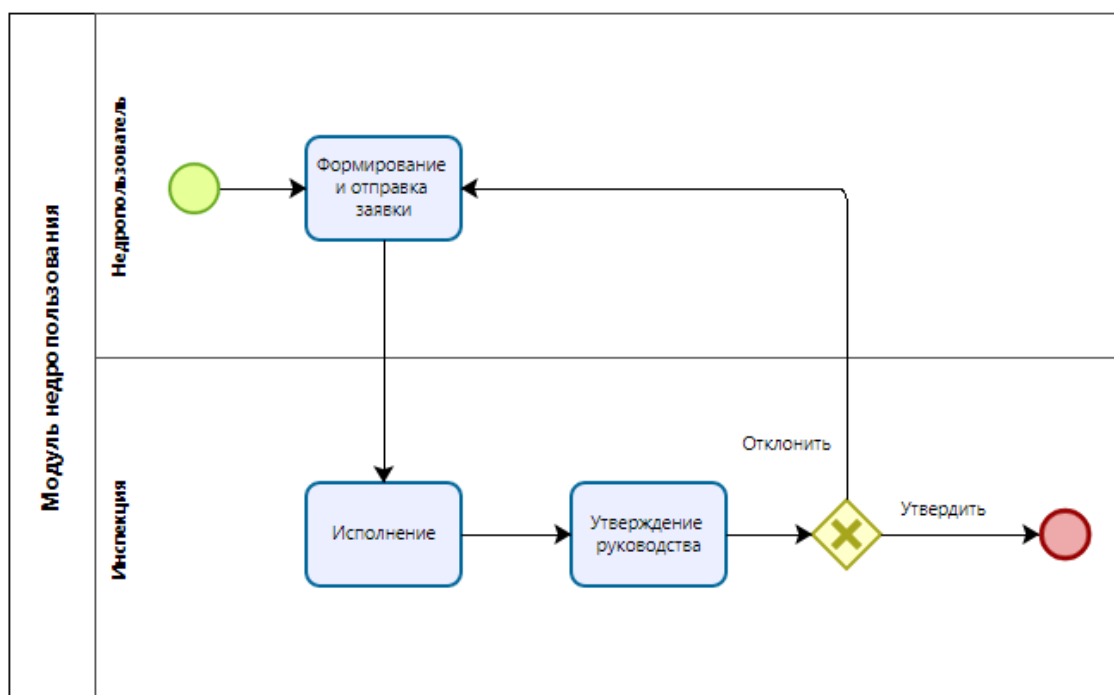 Модуль недропользования
Недропользователь
Формирование
и отправка
заявки
Инспекция
Исполнение
Утверждение
руководства
Отклонить
Утвердить